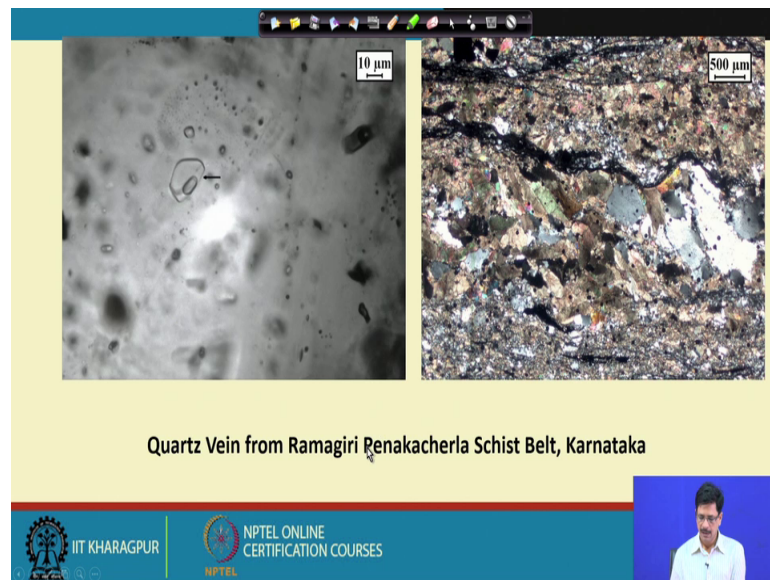 10 µm
500 µm
Quartz Vein from Ramagiri Penakacherla Schist Belt, Karnataka
IIT KHARAGPUR
NPTEL
NPTEL ONLINE
CERTIFICATION COURSES